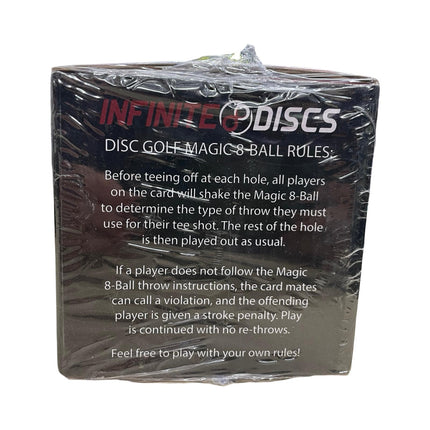 INFINITE DISCS
DISC GOLF MAGIC 8-BALL RULES:
Before teeing off at each hole, all players
on the card will shake the Magic 8-Ball
to determine the type of throw they must
use for their tee shot. The rest of the hole
is then played out as usual.
If a player does not follow the Magic
8-Ball throw instructions, the card mates
can call a violation, and the offending
player is given a stroke penalty. Play
is continued with no re-throws.
Feel free to play with your own rules!